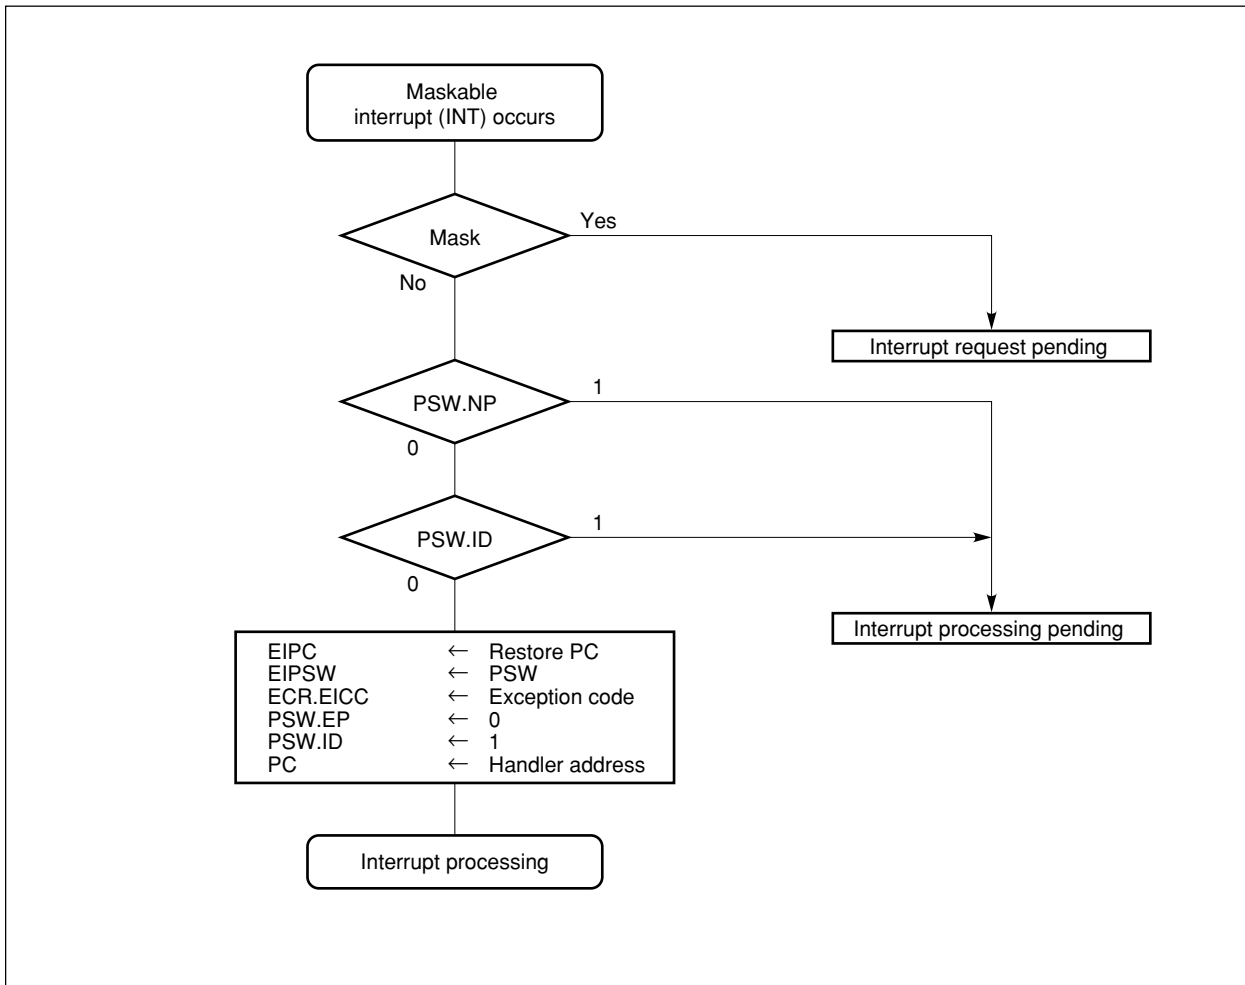 Maskable
interrupt (INT) occurs
Mask
Yes
No
Interrupt request pending
PSW.NP
1
0
PSW.ID
1
0
Interrupt processing pending
EIPC ← Restore PC
EIPSW ← PSW
ECR.EICC ← Exception code
PSW.EP ← 0
PSW.ID ← 1
PC ← Handler address
Interrupt processing